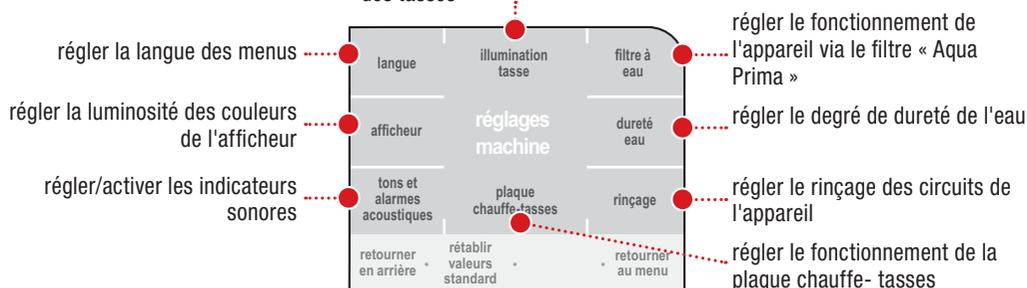 des tasses
régler la langue des menus
régler la luminosité des couleurs
de l'afficheur
régler/activer les indicateurs
sonores
langue
illumination
tasse
filtre à
eau
afficheur
réglages
machine
dureté
eau
tons et
alarmes
acoustiques
plaque
chauffe-tasses
rinçage
retourner
en arrière
rétablir
valeurs
standard
retourner
au menu
régler le fonctionnement de
l'appareil via le filtre « Aqua
Prima »
régler le degré de dureté de l'eau
régler le rinçage des circuits de
l'appareil
régler le fonctionnement de la
plaque chauffe- tasses